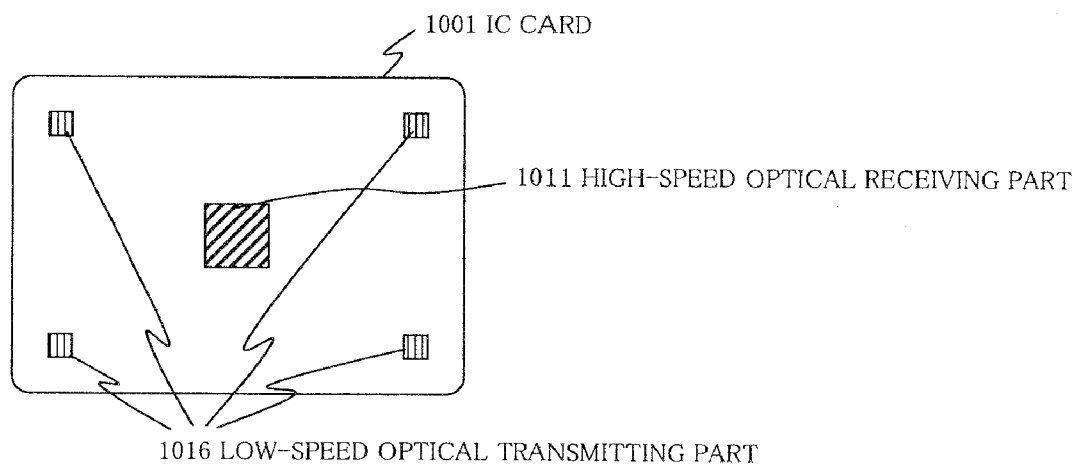 1001 IC CARD
1011 HIGH-SPEED OPTICAL RECEIVING PART
1016 LOW-SPEED OPTICAL TRANSMITTING PART